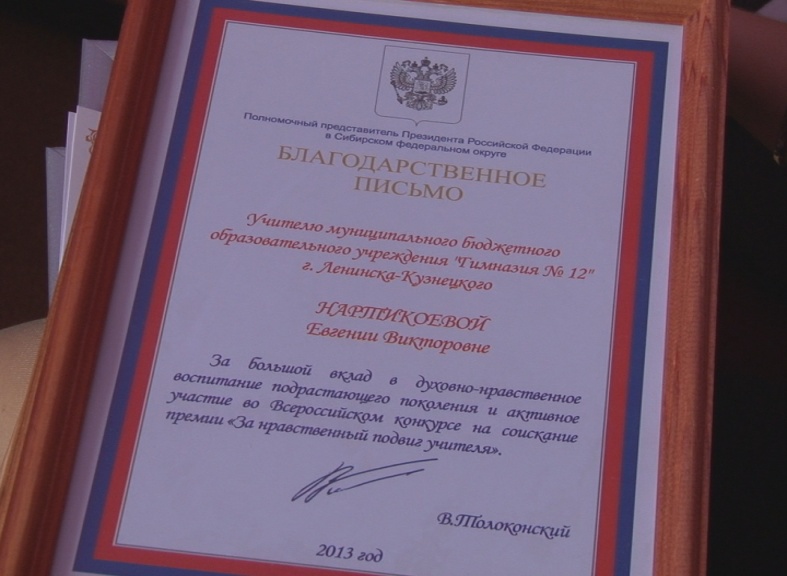 Полномочный представитель Президента Российской Федерации
в Сибирском федеральном округе
БЛАГОДАРСТВЕННОЕ
ПИСЬМО
Учителю муниципального бюджетного
образовательного учреждения "Гимназия № 12"
г. Ленинска-Кузнецкого
НАРТИКОЕВОЙ
Евгении Викторовне
За большой вклад в духовно-нравственное
воспитание подрастающего поколения и активное
участие во Всероссийском конкурсе на соискание
премии «За нравственный подвиг учителя».
В.Толоконский
2013 год